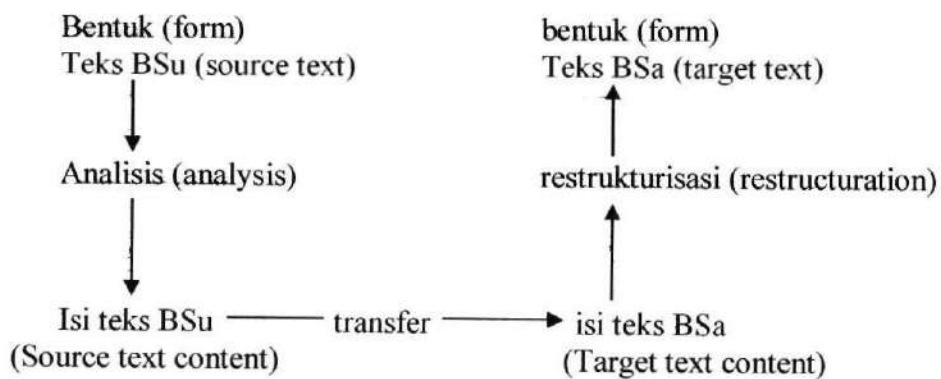 Bentuk (form)
Teks BSu (source text)
Analisis (analysis)
Isi teks BSu
(Source text content)
transfer
bentuk (form)
Teks BSa (target text)
restrukturisasi (restructuration)
isi teks BSa
(Target text content)